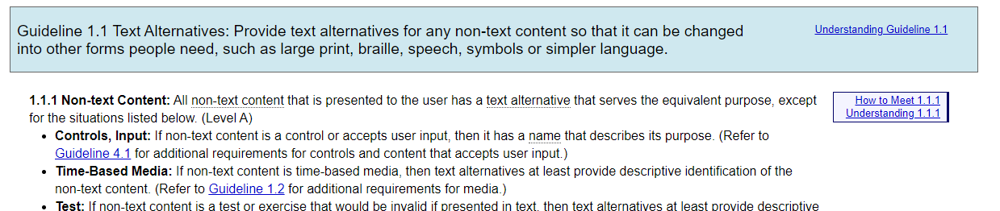 Guideline 1.1 Text Alternatives: Provide text alternatives for any non-text content so that it can be changed
into other forms people need, such as large print, braille, speech, symbols or simpler language.
Understanding Guideline 1.1
1.1.1 Non-text Content: All non-text content that is presented to the user has a text alternative that serves the equivalent purpose, except
for the situations listed below. (Level A)
How to Meet 1.1.1
Understanding 1.1.1
• Controls, Input: If non-text content is a control or accepts user input, then it has a name that describes its purpose. (Refer to
Guideline 4.1 for additional requirements for controls and content that accepts user input.)
• Time-Based Media: If non-text content is time-based media, then text alternatives at least provide descriptive identification of the
non-text content. (Refer to Guideline 1.2 for additional requirements for media.)
• Test: If non-text content is a test or exercise that would be invalid if presented in text, then text alternatives at least provide descriptive